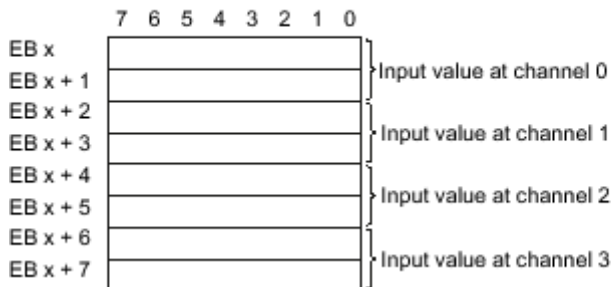 7 6 5 4 3 2 1 0
EB x
Input value at channel 0
EB x + 1
EB x + 2
Input value at channel 1
EB x + 3
EB x + 4
Input value at channel 2
EB x + 5
EB x + 6
Input value at channel 3
EB x + 7